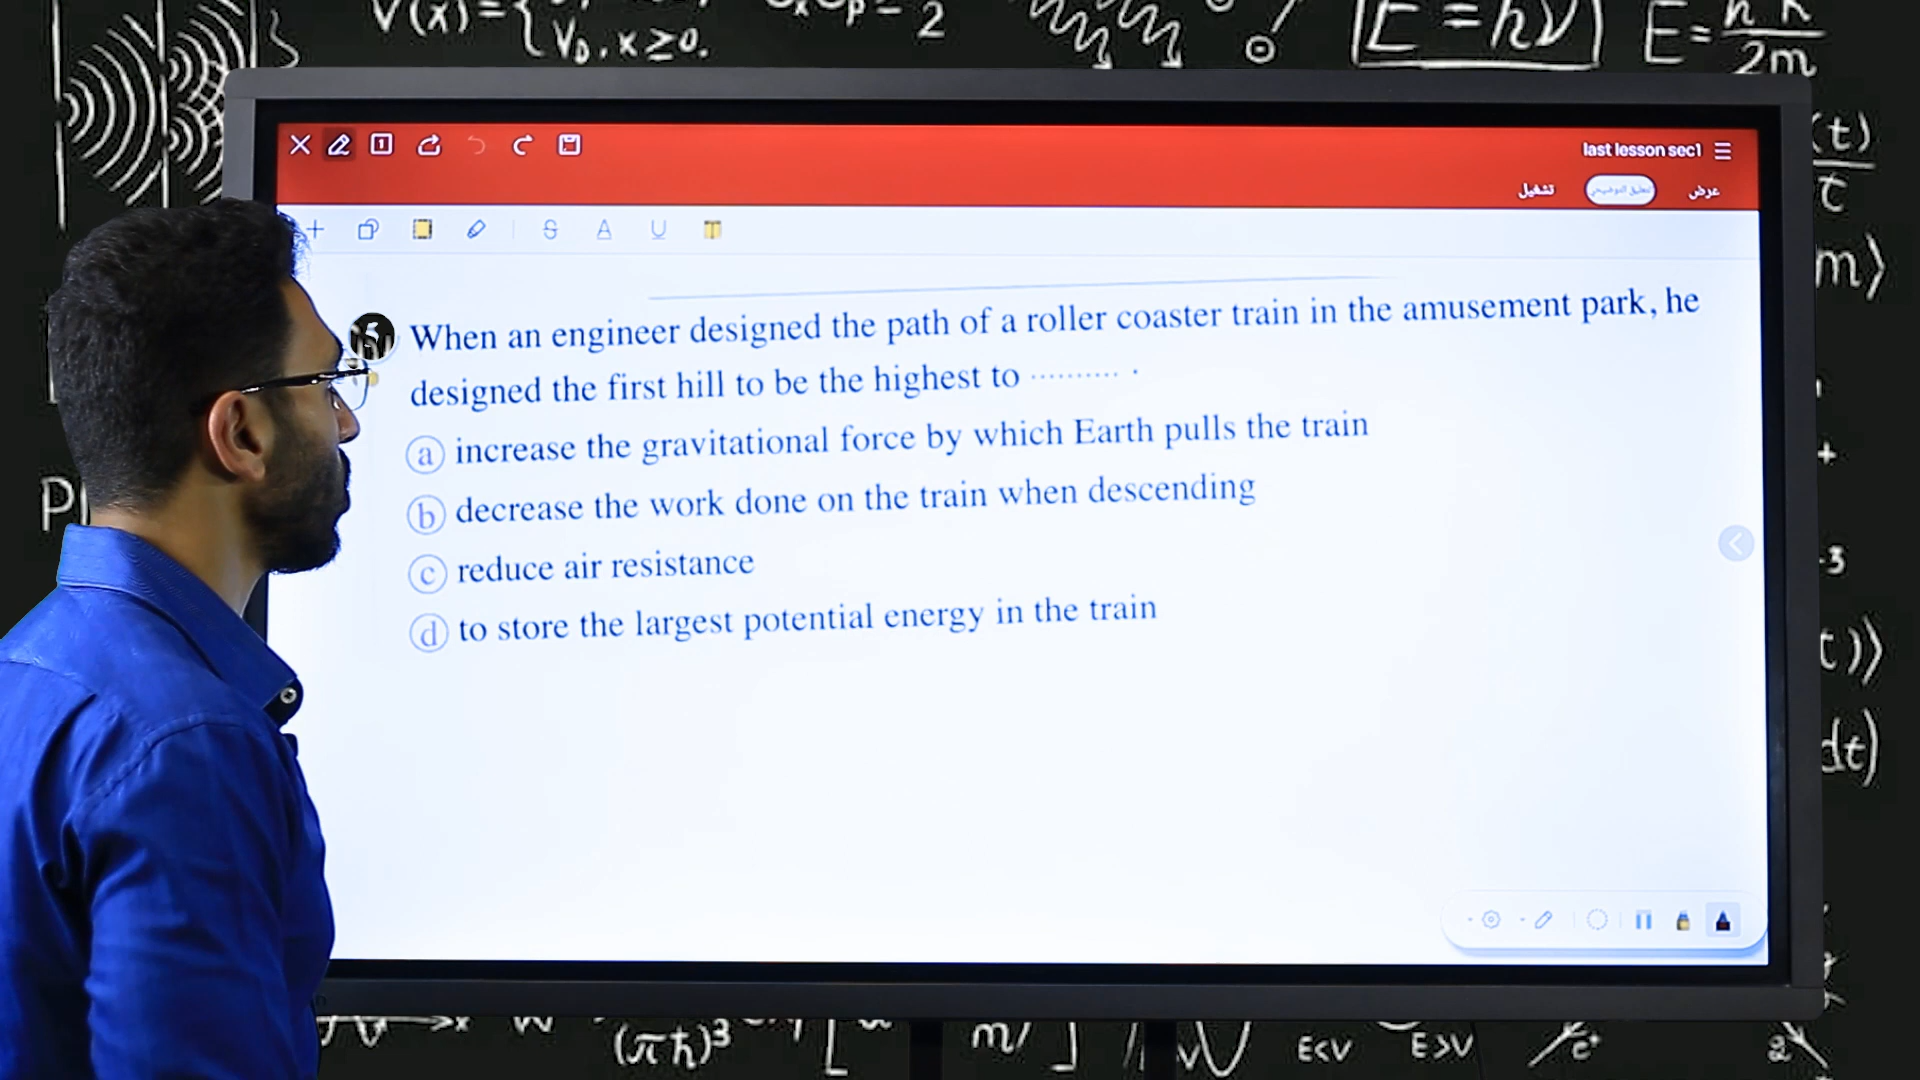 V(x)=
V₀, x≥0.
2
E=hν
E=
2m
last lesson sec1
تشغيل
عرض
5 When an engineer designed the path of a roller coaster train in the amusement park, he
designed the first hill to be the highest to .......... .
a increase the gravitational force by which Earth pulls the train
b decrease the work done on the train when descending
c reduce air resistance
d to store the largest potential energy in the train
(πħ)³
E<V
E>V
e⁺